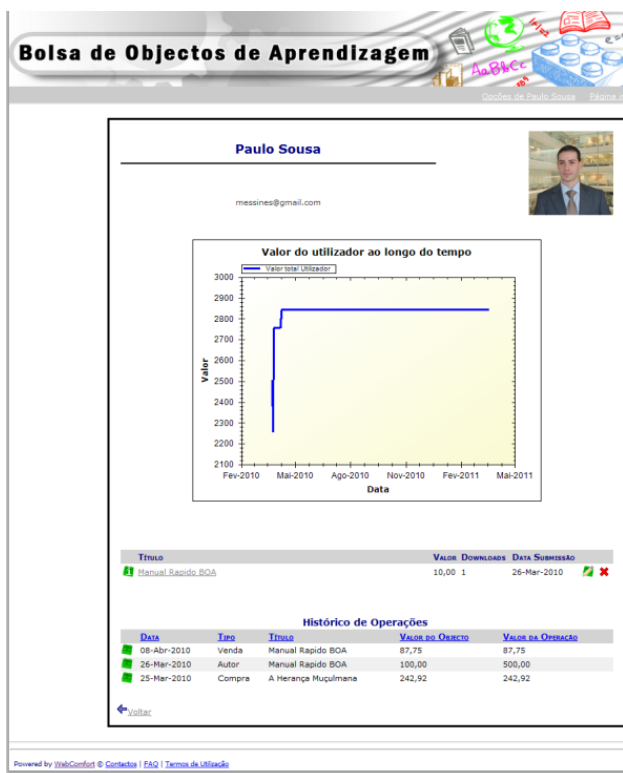 Bolsa de Objectos de Aprendizagem
AaBbCc
Opções de Paulo Sousa Página
Paulo Sousa
messines@gmail.com
Valor do utilizador ao longo do tempo
Valor total Utilizador
3000
2900
2800
2700
2600
2500
2400
2300
2200
2100
Valor
Fev-2010 Mai-2010 Ago-2010 Nov-2010 Fev-2011 Mai-2011
Data
Título Valor Downloads Data Submissão
Manual Rapido BOA 10,00 1 26-Mar-2010
Histórico de Operações
Data Tipo Título Valor do Objecto Valor da Operação
08-Abr-2010 Venda Manual Rapido BOA 87,75 87,75
26-Mar-2010 Autor Manual Rapido BOA 100,00 500,00
25-Mar-2010 Compra A Herança Muçulmana 242,92 242,92
Voltar
Powered by WebComfort © Contactos | FAQ | Termos de Utilização